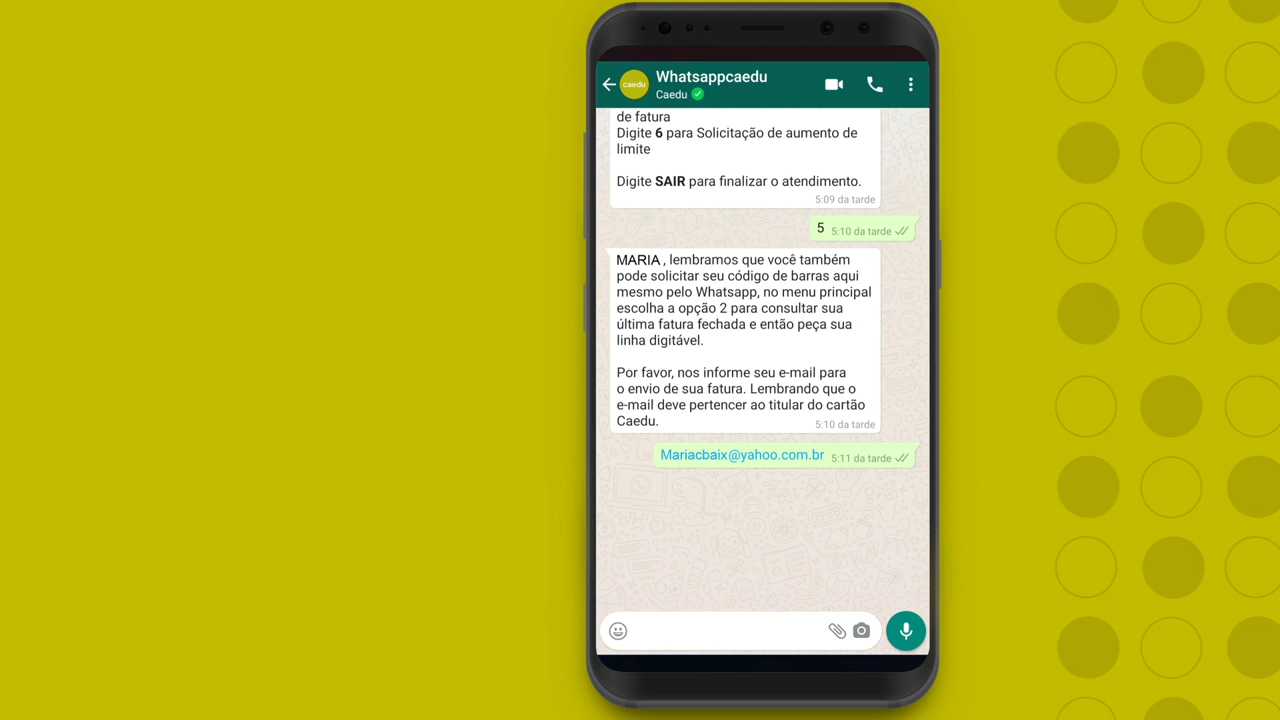 Whatsappcaedu
caedu
Caedu
de fatura
Digite 6 para Solicitação de aumento de
limite
Digite SAIR para finalizar o atendimento.
5:09 da tarde
5 5:10 da tarde
MARIA , lembramos que você também
pode solicitar seu código de barras aqui
mesmo pelo Whatsapp, no menu principal
escolha a opção 2 para consultar sua
última fatura fechada e então peça sua
linha digitável.
Por favor, nos informe seu e-mail para
o envio de sua fatura. Lembrando que o
e-mail deve pertencer ao titular do cartão
Caedu.
5:10 da tarde
Mariacbaix@yahoo.com.br 5:11 da tarde